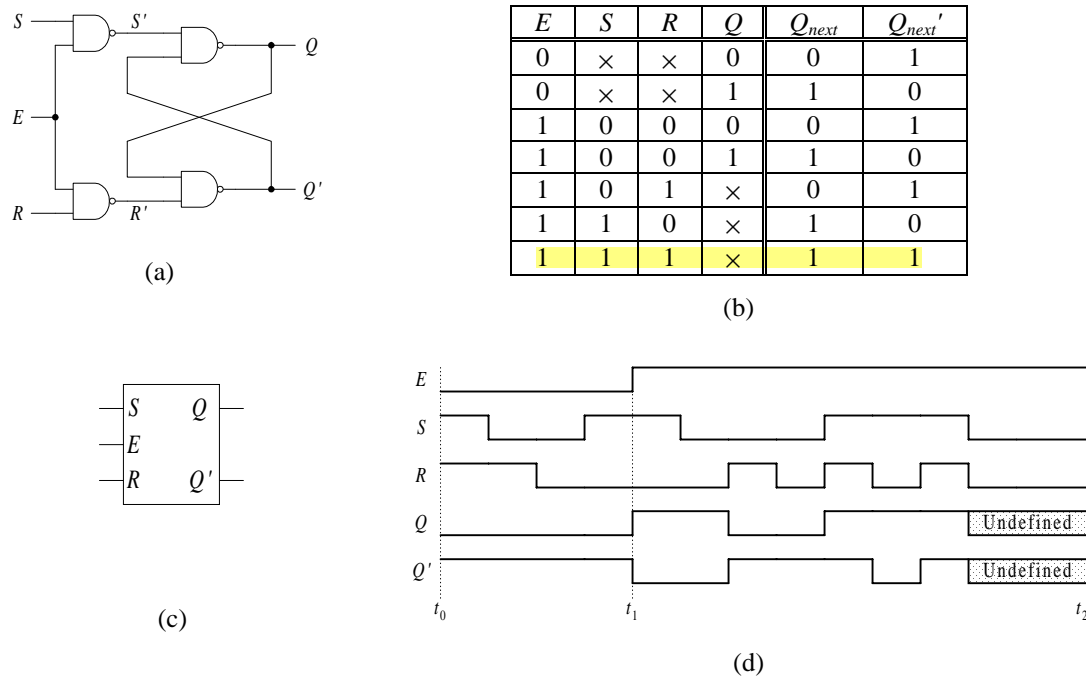 S
S'
Q
E
Q'
R
R'
(a)
E S R Q Qnext Qnext'
0 × × 0 0 1
0 × × 1 1 0
1 0 0 0 0 1
1 0 0 1 1 0
1 0 1 × 0 1
1 1 0 × 1 0
1 1 1 × 1 1
(b)
S Q
E
R Q'
(c)
E
S
R
Q Undefined
Q' Undefined
t0 t1 t2
(d)